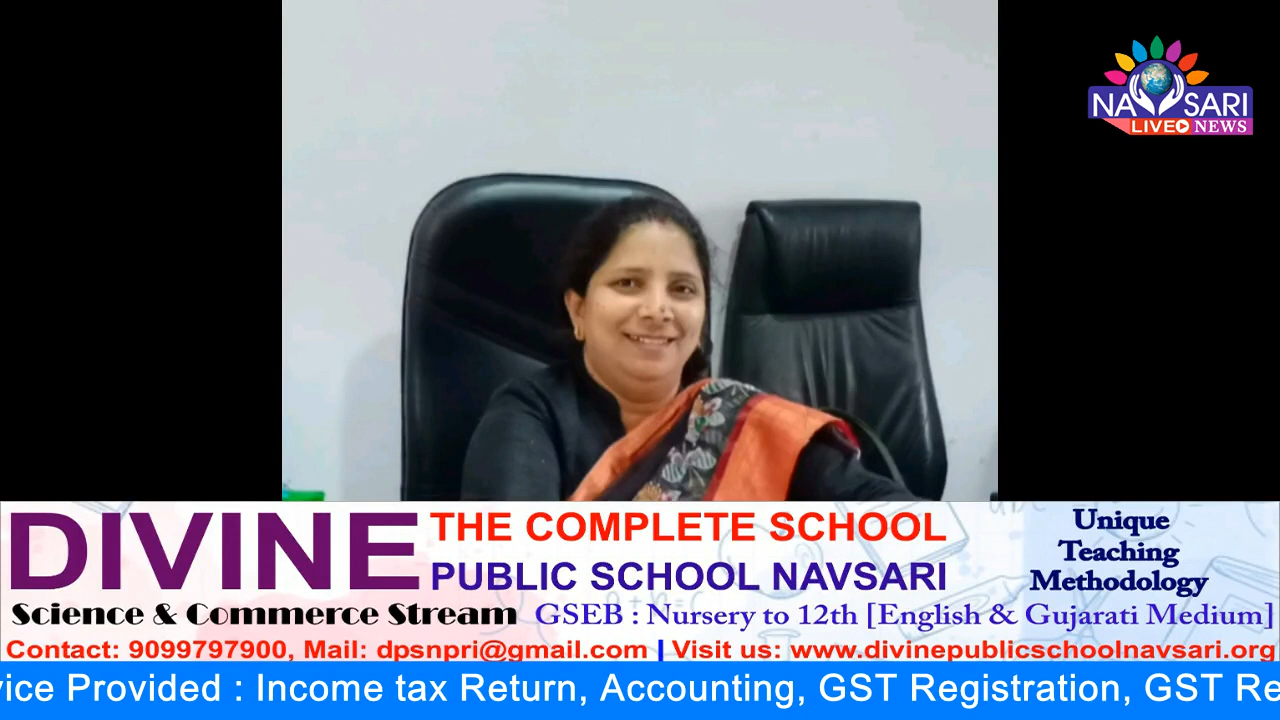 NAVSARI
LIVE NEWS
DIVINE
THE COMPLETE SCHOOL
PUBLIC SCHOOL NAVSARI
Unique
Teaching
Methodology
Science & Commerce Stream
GSEB : Nursery to 12th [English & Gujarati Medium]
Contact: 9099797900, Mail: dpsnpri@gmail.com | Visit us: www.divinepublicschoolnavsari.org
vice Provided : Income tax Return, Accounting, GST Registration, GST Re